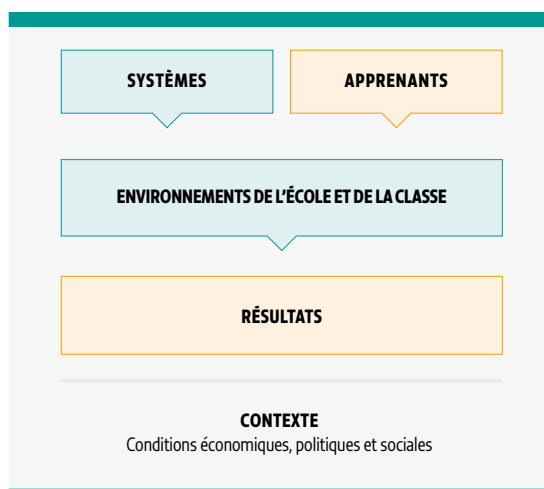 SYSTÈMES
APPRENANTS
ENVIRONNEMENTS DE L'ÉCOLE ET DE LA CLASSE
RÉSULTATS
CONTEXTE
Conditions économiques, politiques et sociales